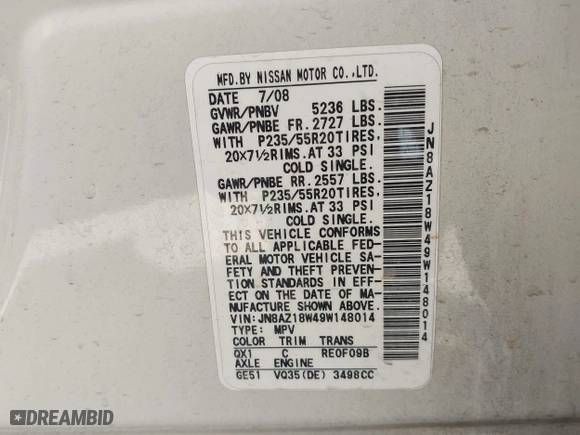 MFD.BY NISSAN MOTOR CO.,LTD.
DATE 7/08
GVWR/PNBV 5236 LBS.
GAWR/PNBE FR. 2727 LBS.
WITH P235/55R20TIRES,
20×7½RIMS.AT 33 PSI
COLD SINGLE.
GAWR/PNBE RR. 2557 LBS.
WITH P235/55R20TIRES,
20×7½RIMS.AT 33 PSI
COLD SINGLE.
THIS VEHICLE CONFORMS
TO ALL APPLICABLE FED-
ERAL MOTOR VEHICLE SA-
FETY AND THEFT PREVEN-
TION STANDARDS IN EFF
ECT ON THE DATE OF MA-
NUFACTURE SHOWN ABOVE.
VIN:JN8AZ18W49W148014
TYPE: MPV
COLOR TRIM TRANS
QX1 C RE0F09B
AXLE ENGINE
GE51 VQ35(DE) 3498CC
JN8AZ18W49W148014
DREAMBID